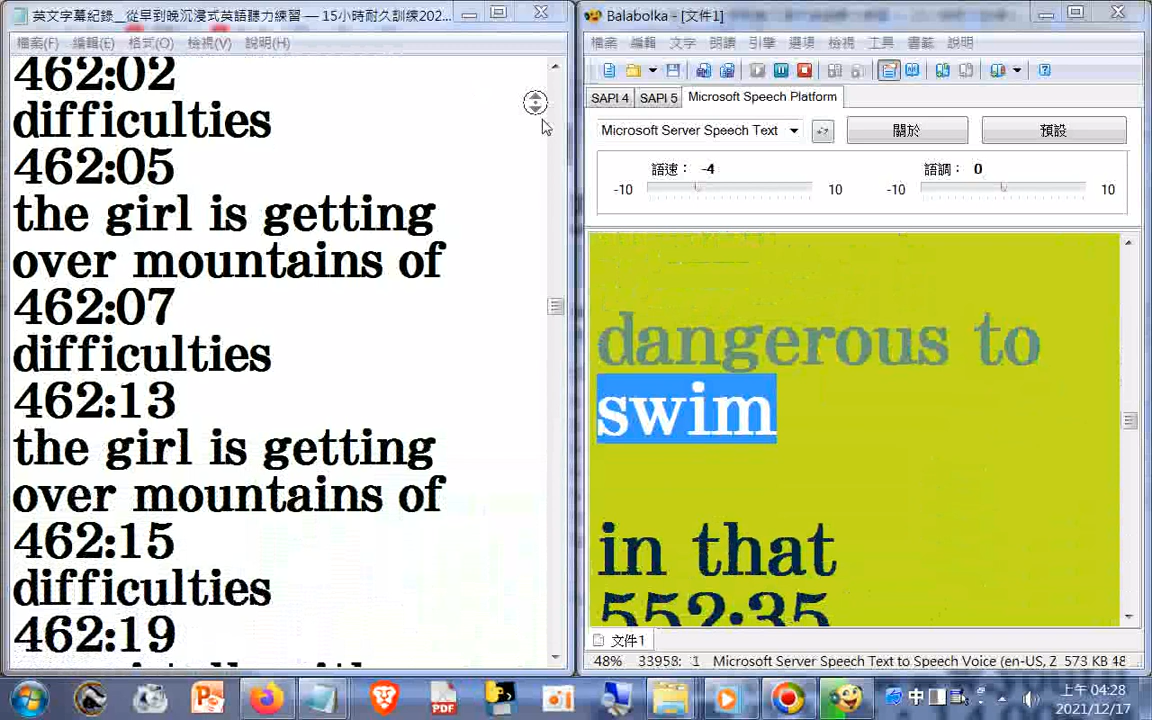 英文字幕紀錄__從早到晚沉浸式英語聽力練習 — 15小時耐久訓練202...
檔案(F) 編輯(E) 格式(O) 檢視(V) 說明(H)
462:02
difficulties
462:05
the girl is getting
over mountains of
462:07
difficulties
462:13
the girl is getting
over mountains of
462:15
difficulties
462:19
Balabolka - [文件1]
檔案 編輯 文字 朗讀 引擎 選項 檢視 工具 書籤 說明
SAPI 4 SAPI 5 Microsoft Speech Platform
Microsoft Server Speech Text 關於 預設
語速： -4 語調： 0
-10 10 -10 10
dangerous to
swim
in that
552:35
文件1
48% 33958: 1 Microsoft Server Speech Text to Speech Voice (en-US, Z 573 KB 48
PDF 中 上午 04:28
2021/12/17